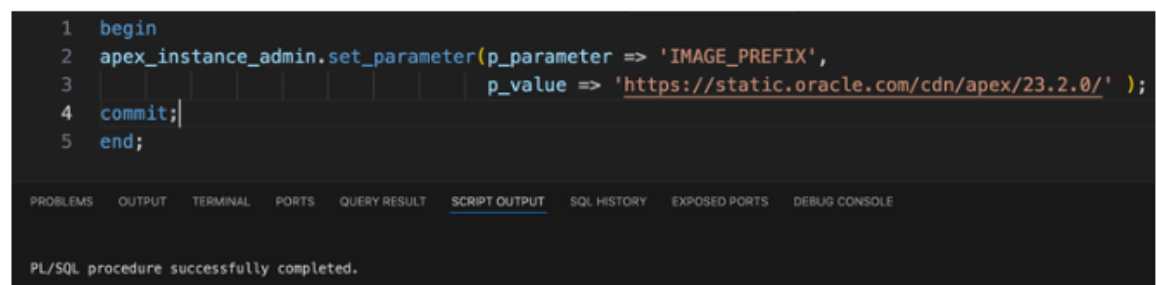 1 begin
2 apex_instance_admin.set_parameter(p_parameter => 'IMAGE_PREFIX',
3 p_value => 'https://static.oracle.com/cdn/apex/23.2.0/' );
4 commit;
5 end;
PROBLEMS OUTPUT TERMINAL PORTS QUERY RESULT SCRIPT OUTPUT SQL HISTORY EXPOSED PORTS DEBUG CONSOLE
PL/SQL procedure successfully completed.